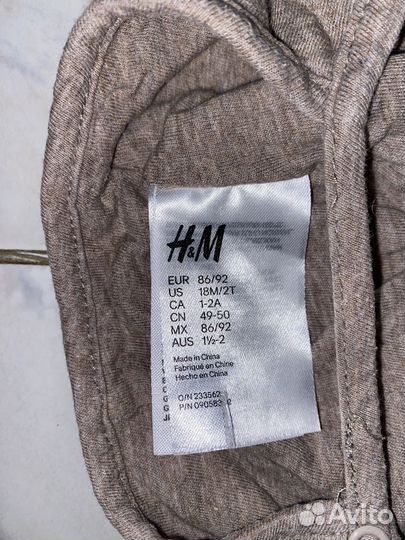 H&M
EUR 86/92
US 18M/2T
CA 1-2A
CN 49-50
MX 86/92
AUS 1½-2
Made in China
Fabriqué en Chine
Hecho en China
O/N 233562
Avito